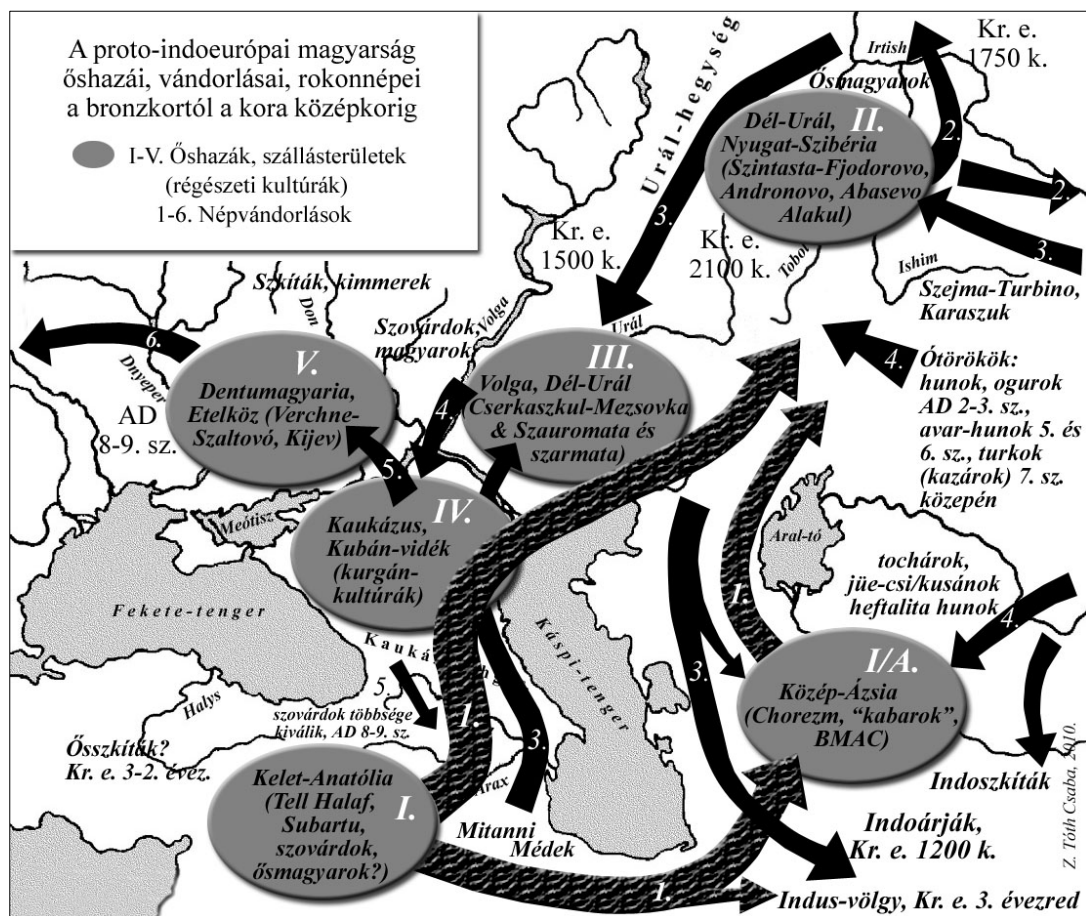 A proto-indoeurópai magyarság
őshazái, vándorlásai, rokonnépei
a bronzkortól a kora középkorig
I-V. Őshazák, szállásterületek
(régészeti kultúrák)
1-6. Népvándorlások
Urál-hegység
Irtish
Kr. e.
1750 k.
Ősmagyarok
II.
Dél-Urál,
Nyugat-Szibéria
(Szintasta-Fjodorovo,
Andronovo, Abasevo
Alakul)
2.
2.
3.
3.
Kr. e.
1500 k.
Kr. e.
2100 k.
Tobol
Ishim
Szejma-Turbino,
Karaszuk
Szkíták, kimmerek
Don
Volga
Szovárdok,
magyarok
Urál
6.
Dnyeper
V.
Dentumagyaria,
Etelköz (Verchne-
Szaltovó, Kijev)
AD
8-9. sz.
III.
Volga, Dél-Urál
(Cserkaszkul-Mezsovka
& Szauromata és
szarmata)
4.
4.
Ótörökök:
hunok, ogurok
AD 2-3. sz.,
avar-hunok 5. és
6. sz., turkok
(kazárok) 7. sz.
közepén
5.
Meótisz
IV.
Kaukázus,
Kubán-vidék
(kurgán-
kultúrák)
Aral-tó
Fekete-tenger
Káspi-tenger
tochárok,
jüe-csi/kusánok
heftalita hunok
4.
1.
3.
I/A.
Közép-Ázsia
(Chorezm, “kabarok”,
BMAC)
Halys
5.
szovárdok többsége
kiválik, AD 8-9. sz.
1.
3.
Arax
Ősszkíták?
Kr. e. 3-2. évez.
I.
Kelet-Anatólia
(Tell Halaf,
Subartu,
szovárdok,
ősmagyarok?)
Mitanni
Médek
Indoszkíták
Indoárják,
Kr. e. 1200 k.
1.
Indus-völgy, Kr. e. 3. évezred
Z. Tóth Csaba, 2010.